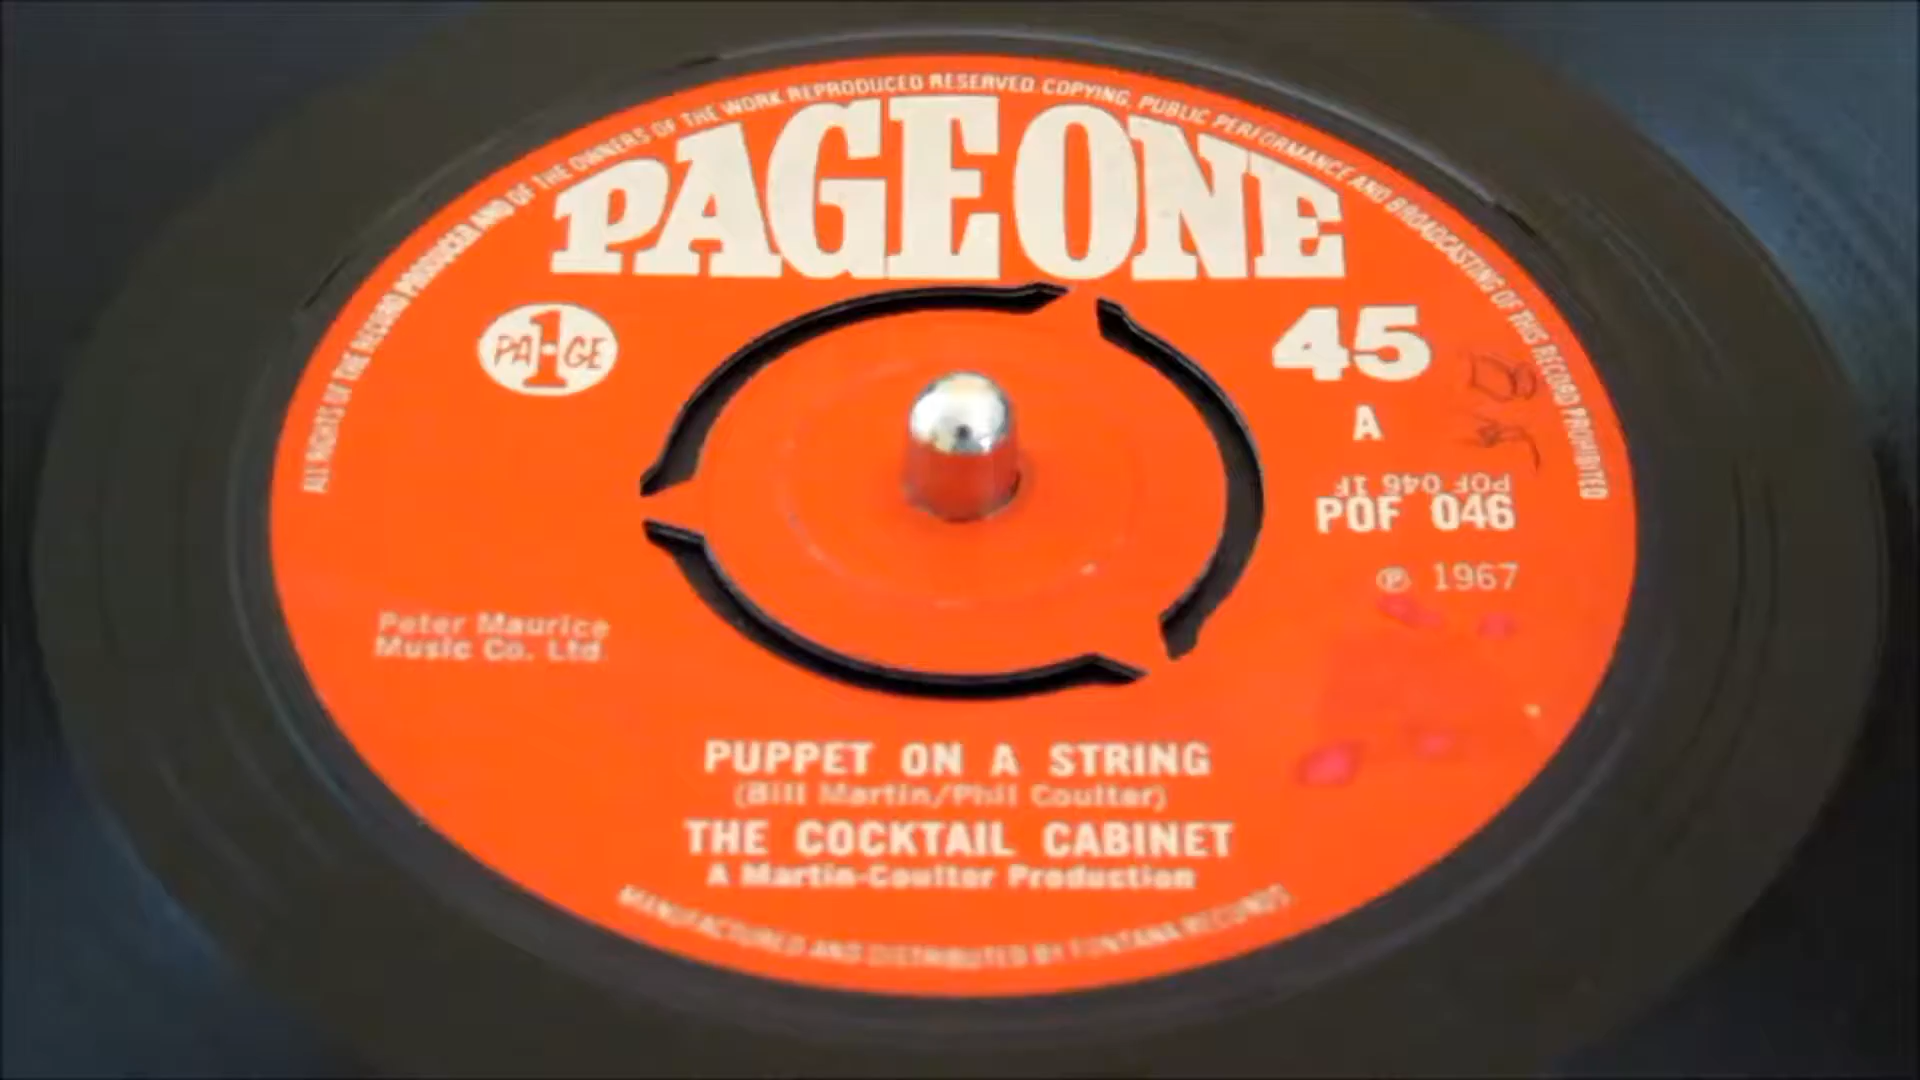 ALL RIGHTS OF THE RECORD PRODUCER AND OF THE OWNERS OF THE WORK REPRODUCED RESERVED. COPYING, PUBLIC PERFORMANCE AND BROADCASTING OF THIS RECORD PROHIBITED
PAGE ONE
PA 1 GE
45
A
POF 046 1F
POF 046
℗ 1967
Peter Maurice
Music Co. Ltd.
PUPPET ON A STRING
(Bill Martin/Phil Coulter)
THE COCKTAIL CABINET
A Martin-Coulter Production
MANUFACTURED AND DISTRIBUTED BY FONTANA RECORDS.